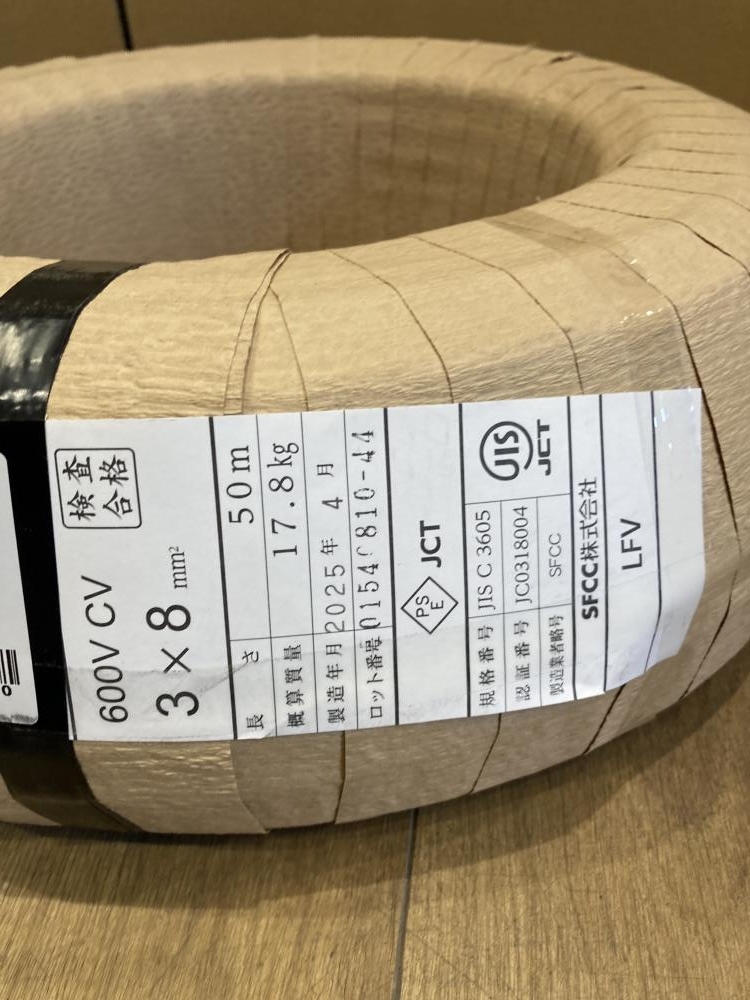 検査
合格
600V CV
3×8 mm²
長さ 50m
概算質量 17.8kg
製造年月 2025年 4月
ロット番号
PS
E
JCT
規格番号 JIS C 3605
認証番号 JC0318004
製造業者略号 SFCC
JIS
JCT
SFCC株式会社
LFV